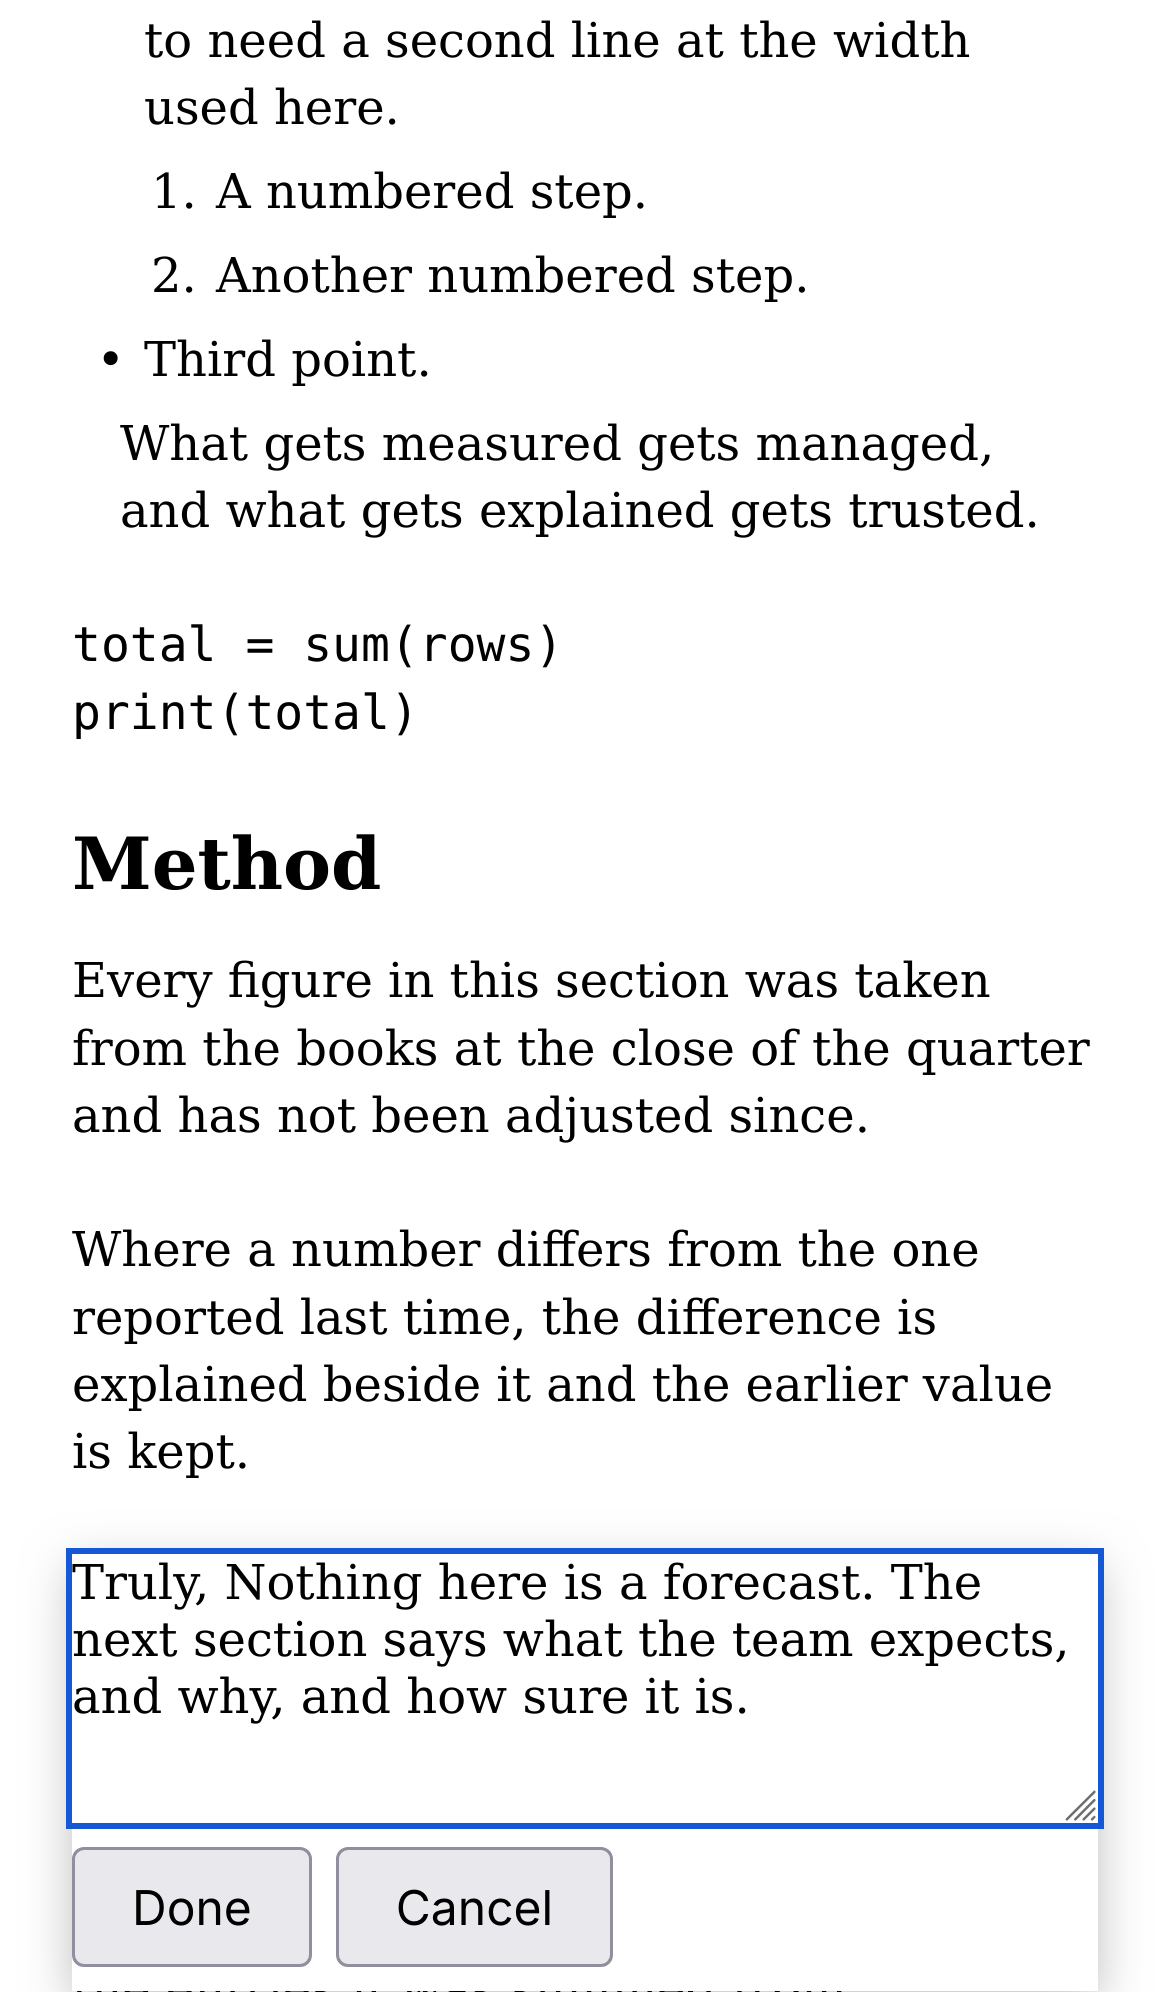 to need a second line at the width
used here.
1. A numbered step.
2. Another numbered step.
• Third point.
What gets measured gets managed,
and what gets explained gets trusted.
total = sum(rows)
print(total)
Method
Every figure in this section was taken
from the books at the close of the quarter
and has not been adjusted since.
Where a number differs from the one
reported last time, the difference is
explained beside it and the earlier value
is kept.
Truly, Nothing here is a forecast. The
next section says what the team expects,
and why, and how sure it is.
Done Cancel